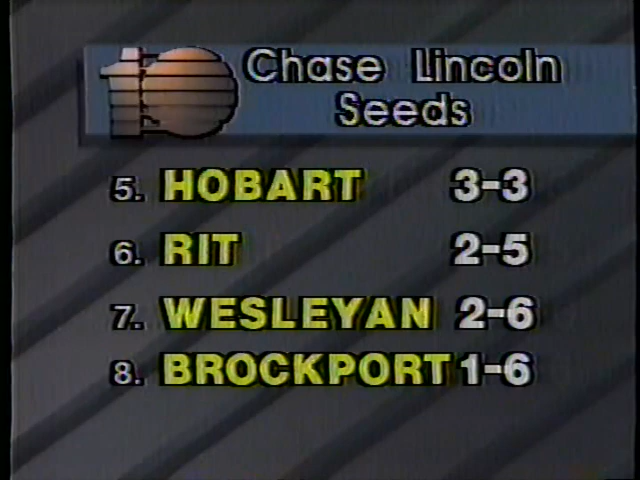 10
Chase Lincoln
Seeds
5. HOBART 3-3
6. RIT 2-5
7. WESLEYAN 2-6
8. BROCKPORT 1-6